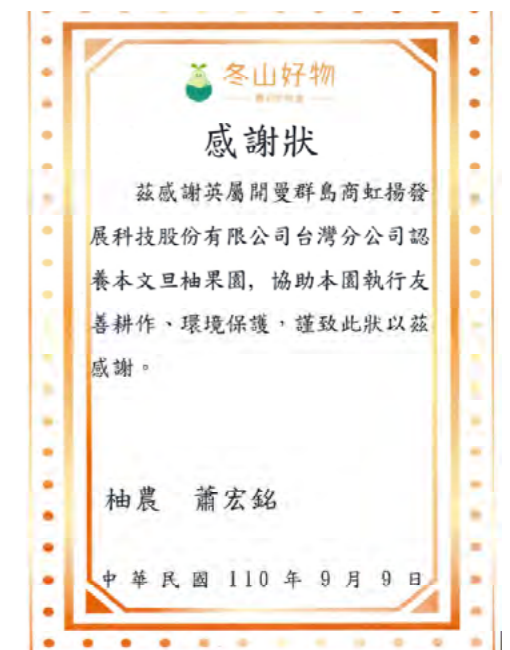 冬山好物
感謝狀
茲感謝英屬開曼群島商虹揚發
展科技股份有限公司台灣分公司認
養本文旦柚果園，協助本園執行友
善耕作、環境保護，謹致此狀以茲
感謝。
柚農　蕭宏銘
中華民國 110 年 9 月 9 日